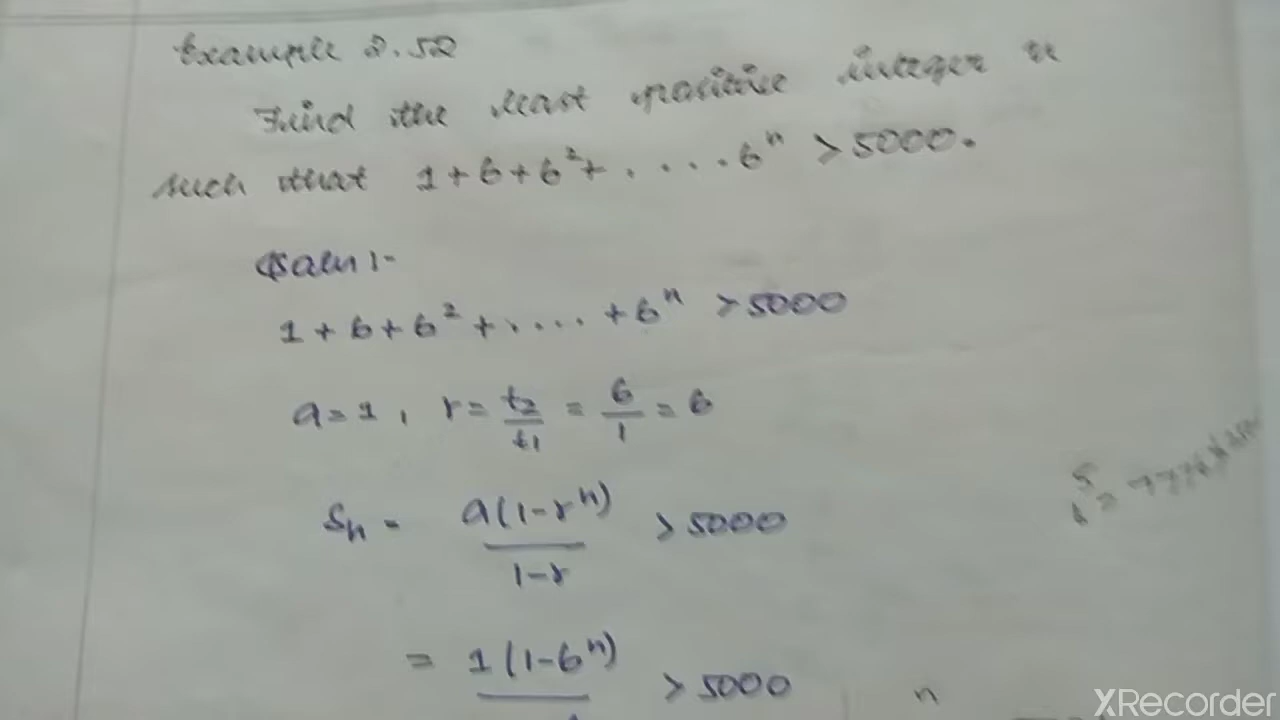 Example 2.52
Find the least positive integer n
such that 1+6+6²+.....6ⁿ >5000.
Soln:-
1+6+6²+.....+6ⁿ >5000
a=1, r= t₂/t₁ = 6/1 = 6
Sn = a(1-rⁿ)/1-r >5000
= 1(1-6ⁿ) >5000
n
XRecorder